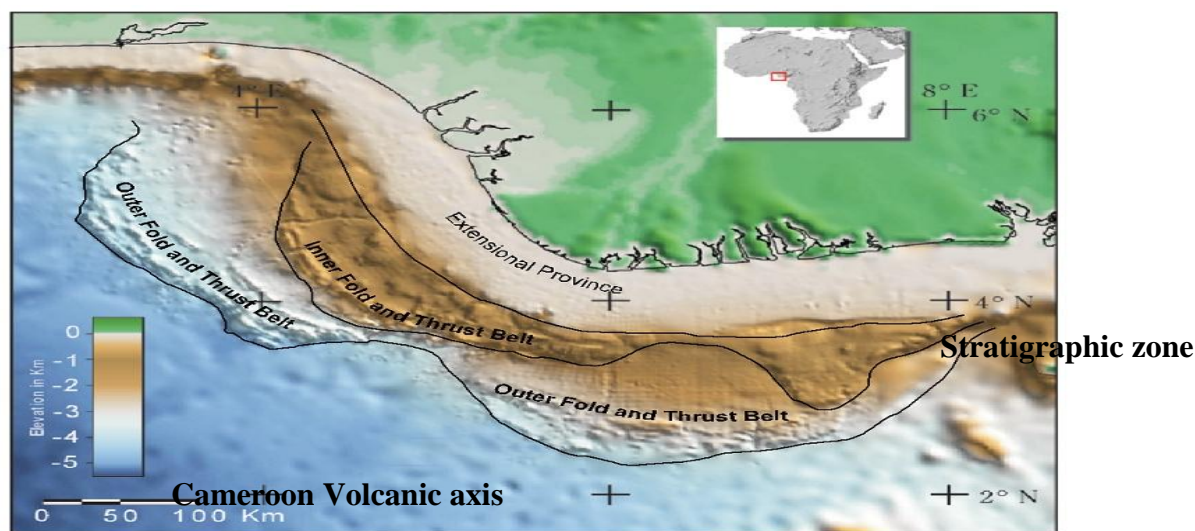 8° E
6° N
Extensional Province
Outer Fold and Thrust Belt
Inner Fold and Thrust Belt
4° N
Stratigraphic zone
Outer Fold and Thrust Belt
Elevation in Km
0
-1
-2
-3
-4
-5
Cameroon Volcanic axis
2° N
0 50 100 Km